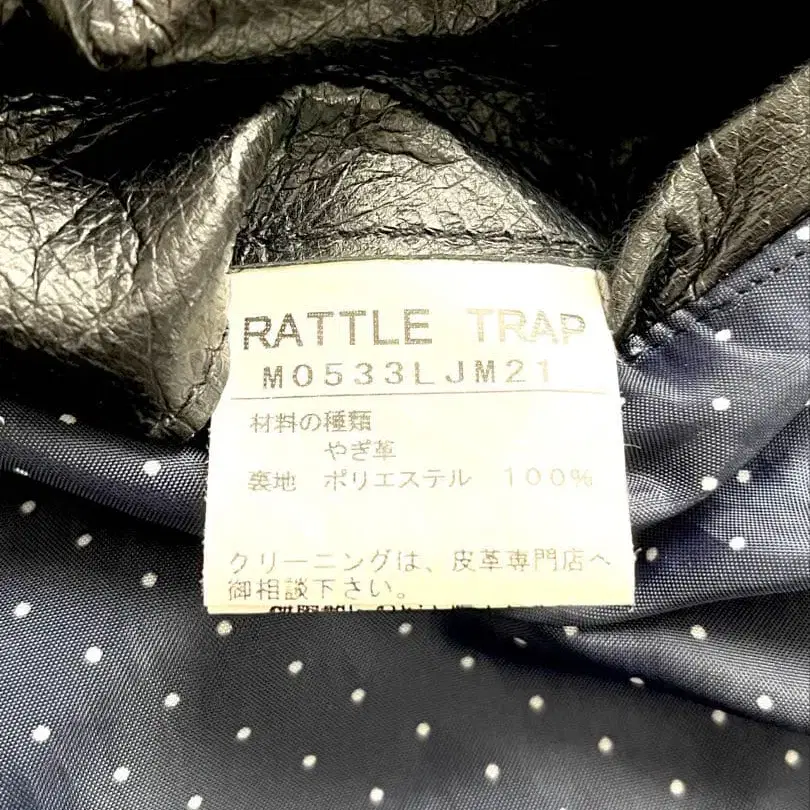 RATTLE TRAP
M0533LJM21
材料の種類
やぎ革
裏地 ポリエステル 100%
クリーニングは、皮革専門店へ
御相談下さい。